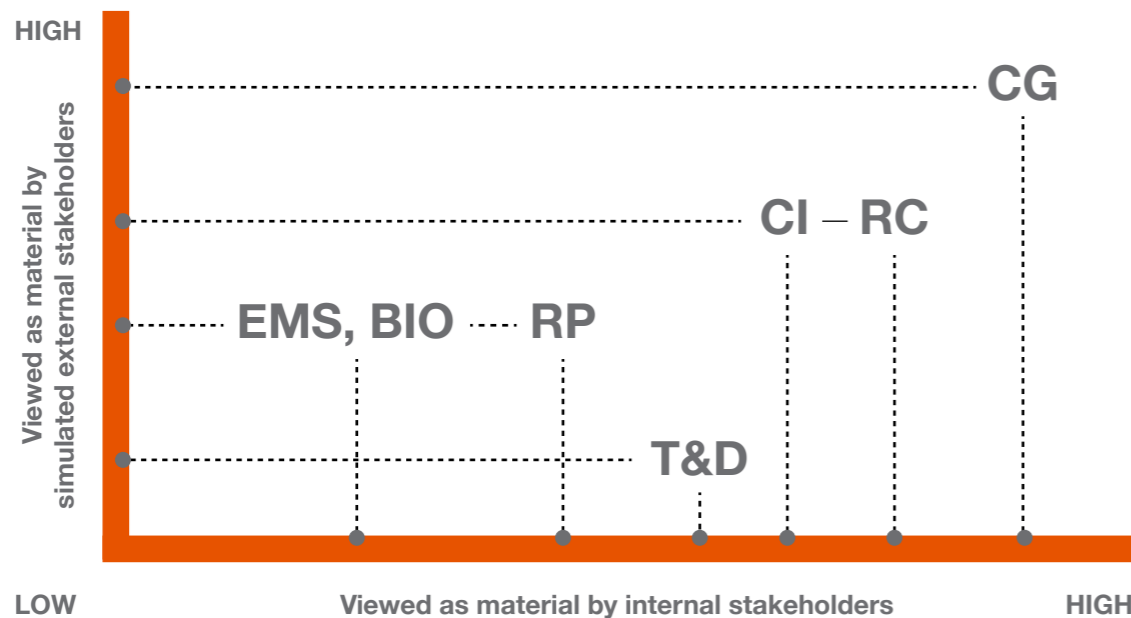 HIGH
CG
Viewed as material by
simulated external stakeholders
CI – RC
EMS, BIO
RP
T&D
LOW
Viewed as material by internal stakeholders
HIGH